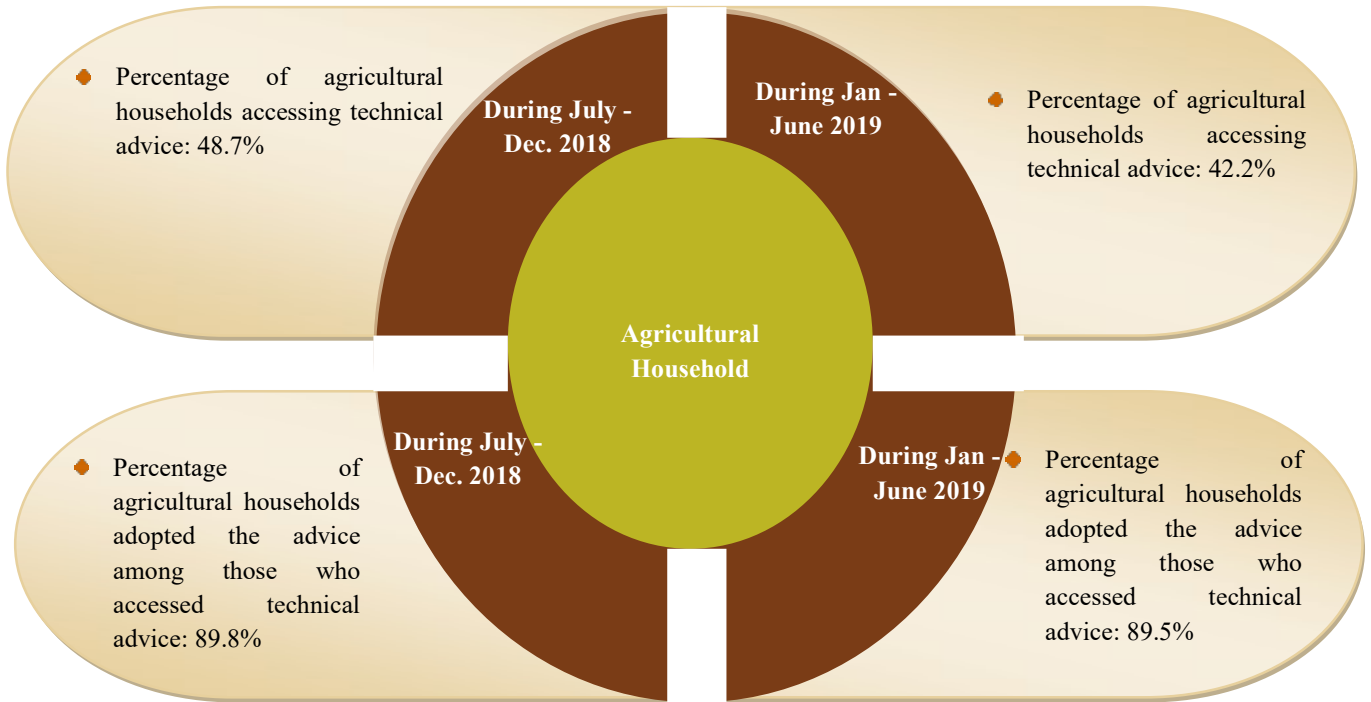 Percentage of agricultural
households accessing technical
advice: 48.7%
During July -
Dec. 2018
During Jan -
June 2019
Percentage of agricultural
households accessing
technical advice: 42.2%
Agricultural
Household
Percentage of
agricultural households
adopted the advice
among those who
accessed technical
advice: 89.8%
During July -
Dec. 2018
During Jan -
June 2019
Percentage of
agricultural households
adopted the advice
among those who
accessed technical
advice: 89.5%